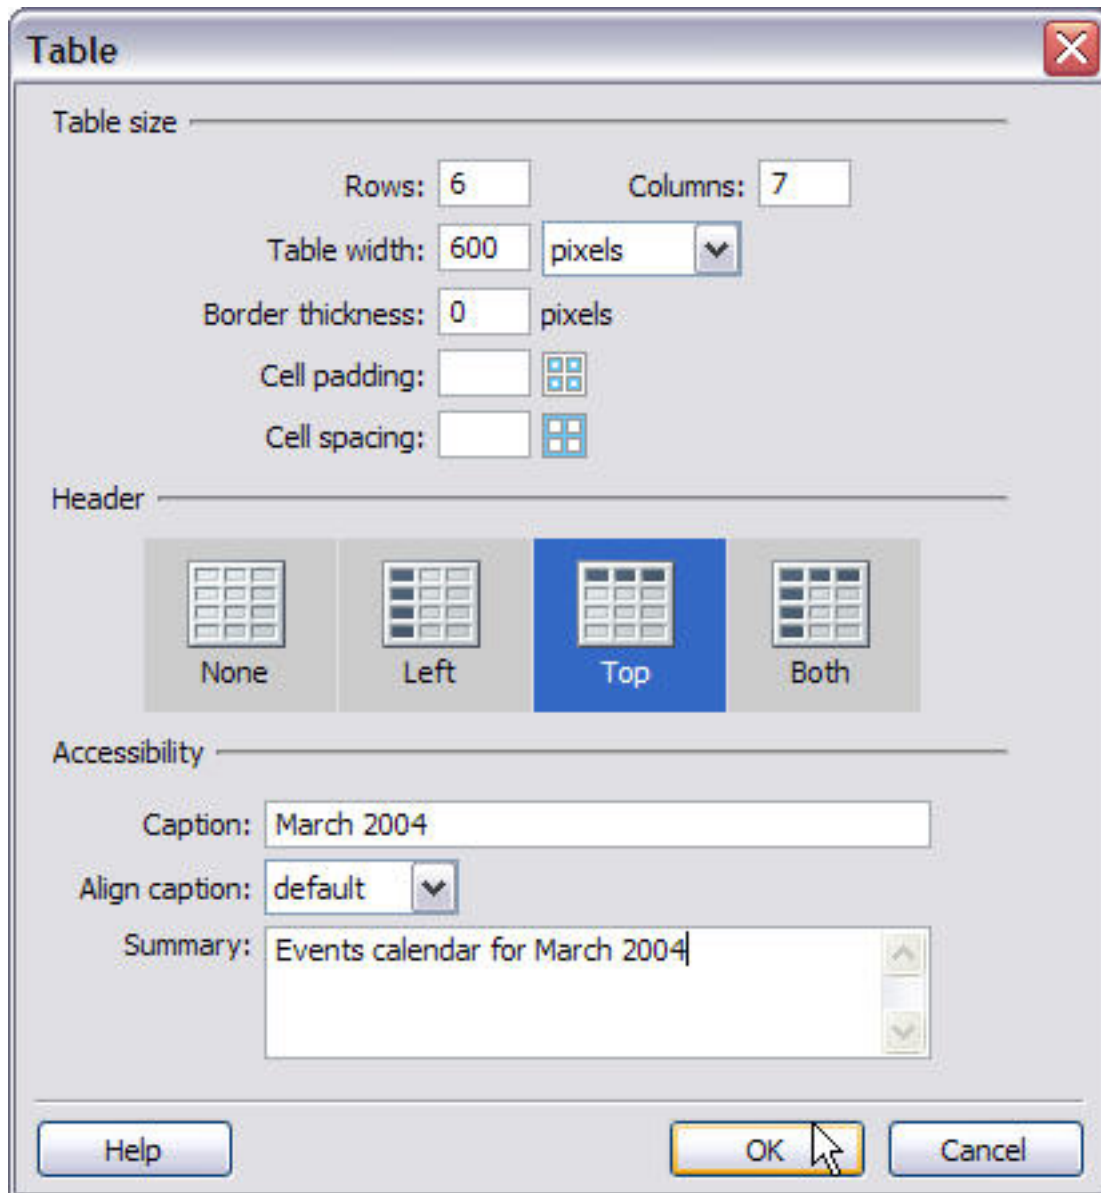 Table
Table size
Rows: 6 Columns: 7
Table width: 600 pixels
Border thickness: 0 pixels
Cell padding:
Cell spacing:
Header
None Left Top Both
Accessibility
Caption: March 2004
Align caption: default
Summary: Events calendar for March 2004
Help OK Cancel